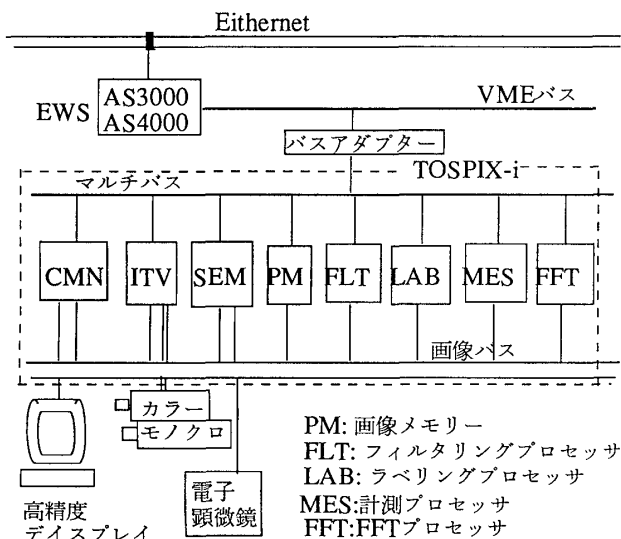 Eithernet
EWS
AS3000
AS4000
VMEバス
バスアダプター
TOSPIX-i
マルチバス
CMN
ITV
SEM
PM
FLT
LAB
MES
FFT
画像バス
カラー
モノクロ
高精度
デイスプレイ
電子
顕微鏡
PM: 画像メモリー
FLT: フィルタリングプロセッサ
LAB: ラベリングプロセッサ
MES:計測プロセッサ
FFT:FFTプロセッサ